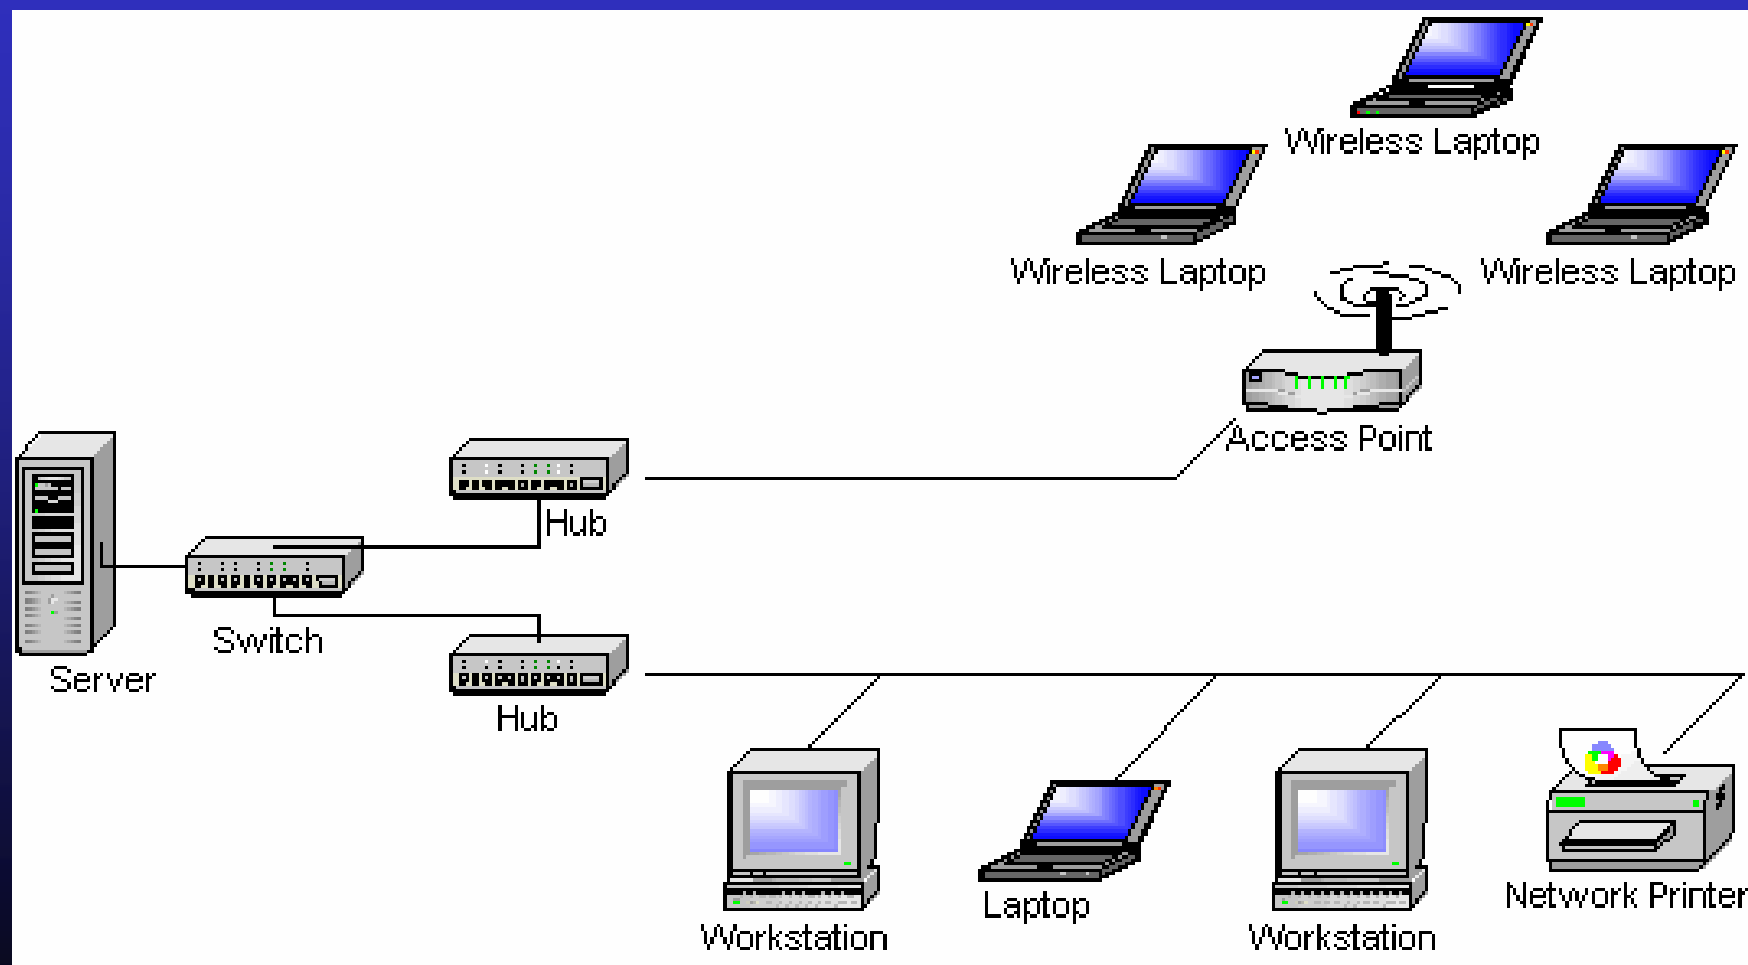 Wireless Laptop
Wireless Laptop
Wireless Laptop
Access Point
Hub
Switch
Server
Hub
Laptop
Network Printer
Workstation
Workstation